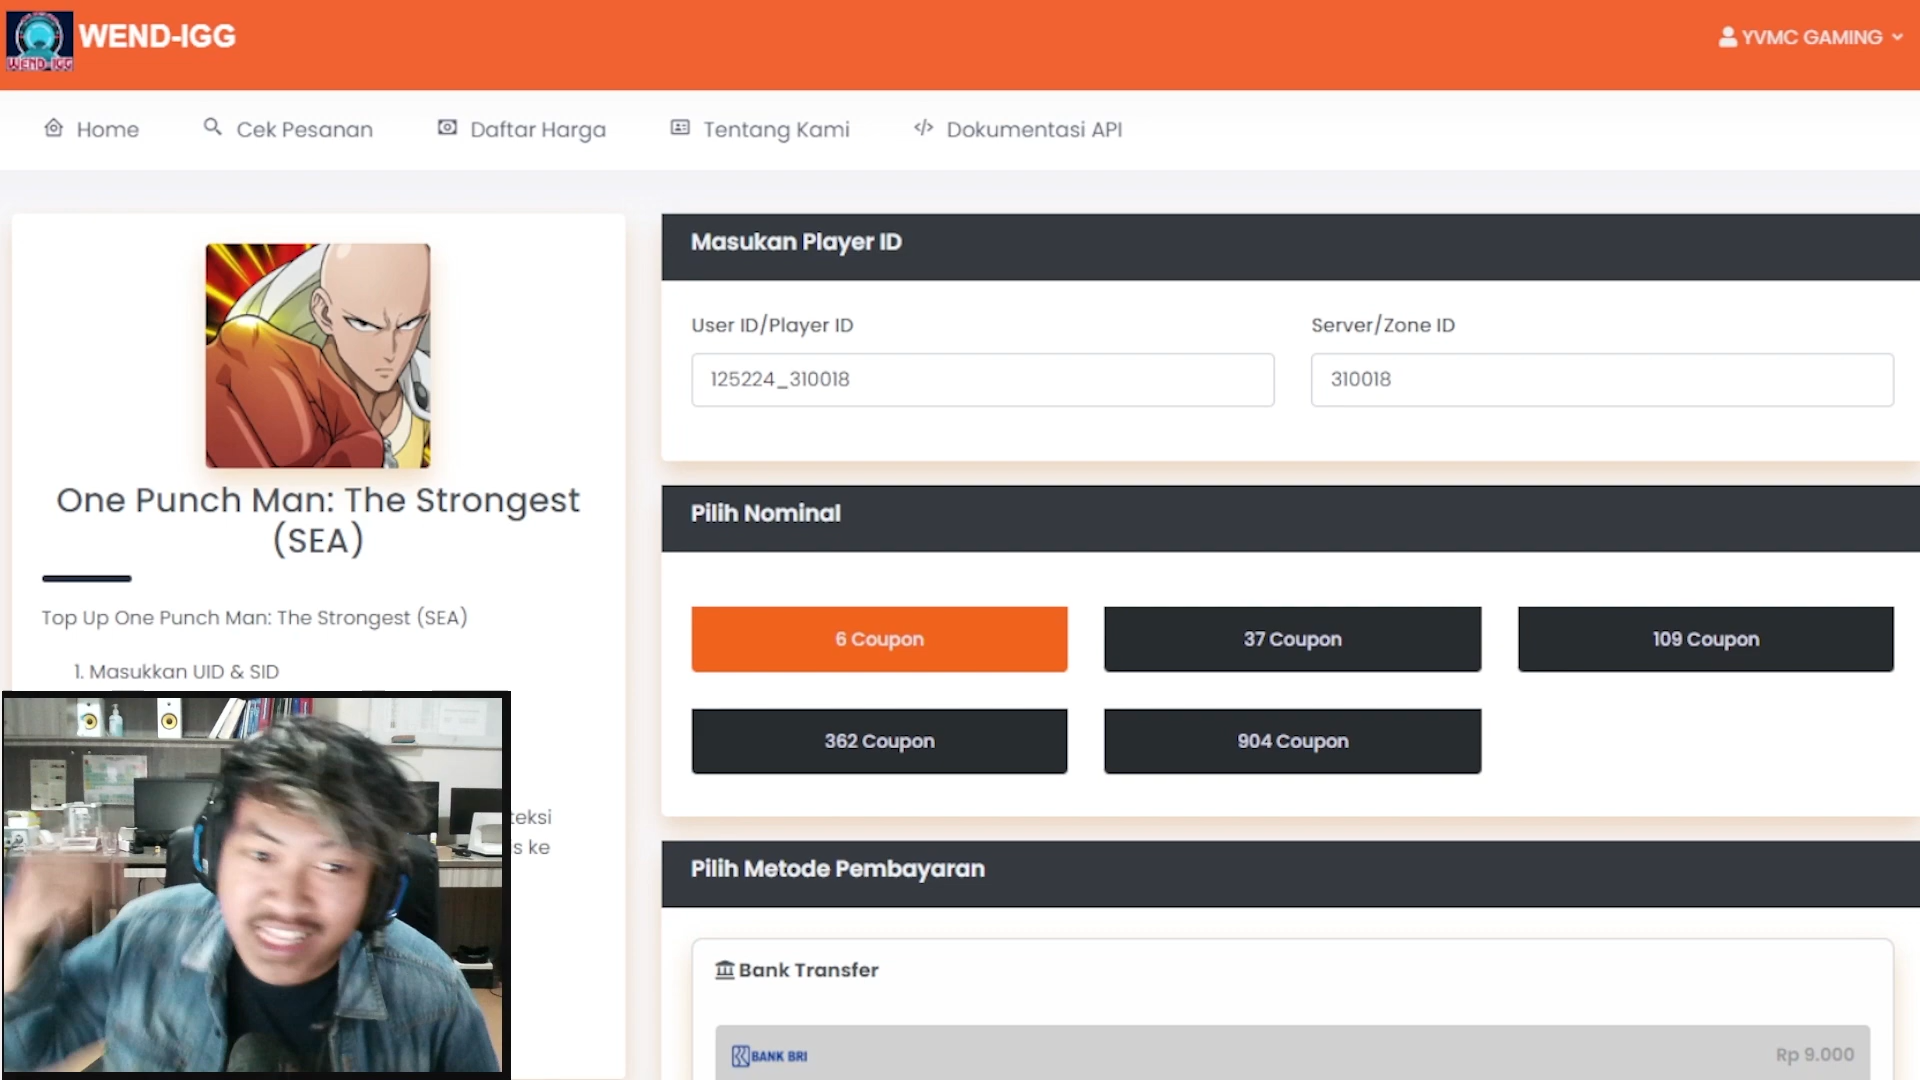 WEND-IGG
WEND-IGG
YVMC GAMING
Home
Cek Pesanan
Daftar Harga
Tentang Kami
Dokumentasi API
One Punch Man: The Strongest
(SEA)
Top Up One Punch Man: The Strongest (SEA)
1. Masukkan UID & SID
teksi
s ke
Masukan Player ID
User ID/Player ID
Server/Zone ID
125224_310018
310018
Pilih Nominal
6 Coupon
37 Coupon
109 Coupon
362 Coupon
904 Coupon
Pilih Metode Pembayaran
Bank Transfer
BANK BRI
Rp 9.000